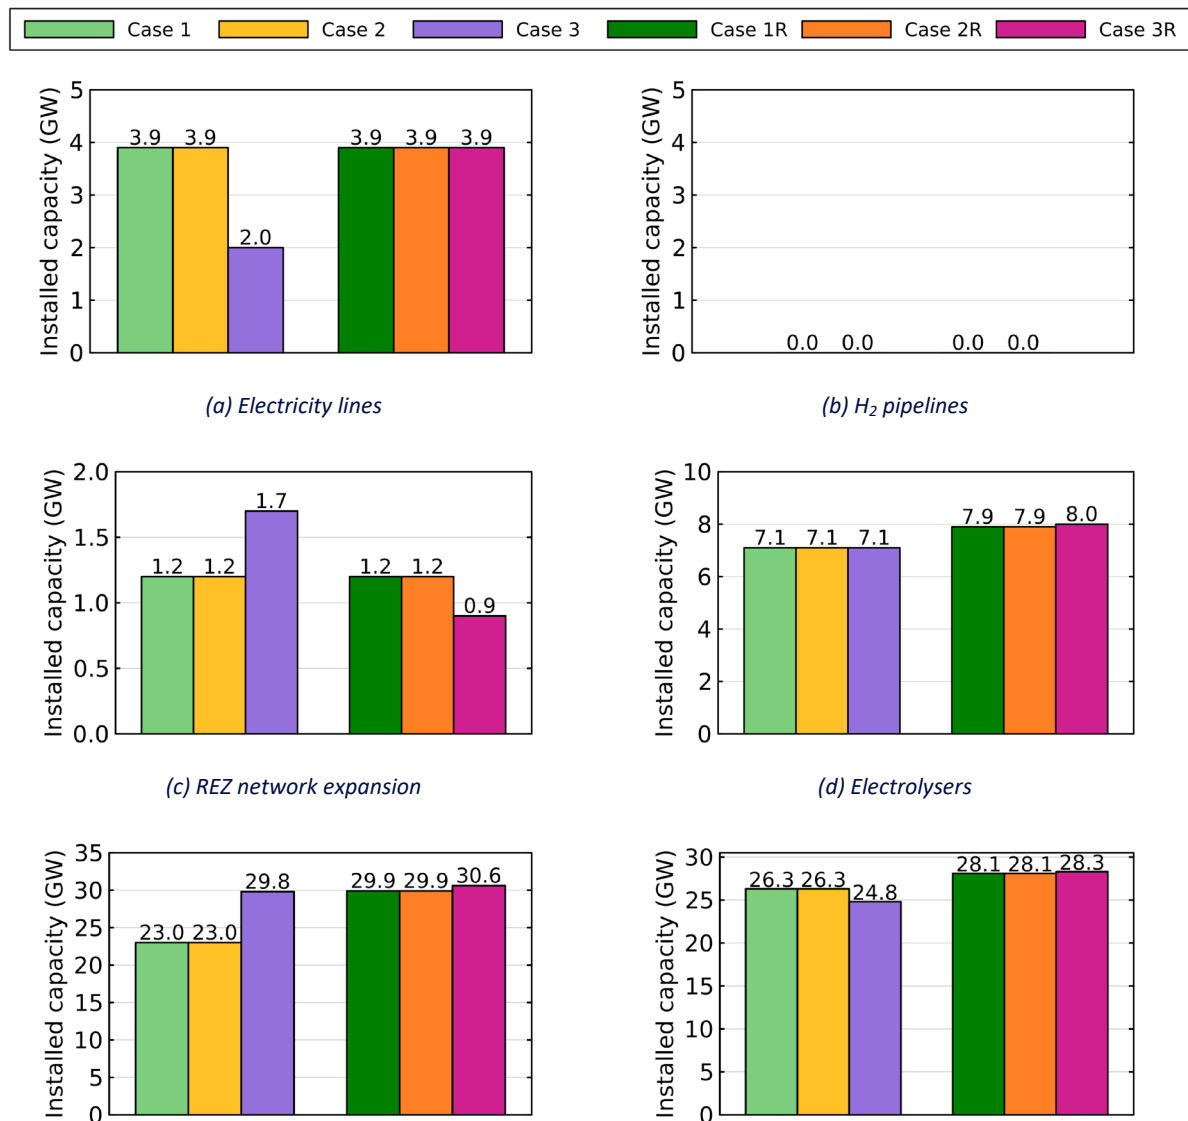 Case 1 Case 2 Case 3 Case 1R Case 2R Case 3R
Installed capacity (GW)
5
4
3
2
1
0
3.9 3.9 2.0 3.9 3.9 3.9
(a) Electricity lines
Installed capacity (GW)
5
4
3
2
1
0
0.0 0.0 0.0 0.0
(b) H₂ pipelines
Installed capacity (GW)
2.0
1.5
1.0
0.5
0.0
1.2 1.2 1.7 1.2 1.2 0.9
(c) REZ network expansion
Installed capacity (GW)
10
8
6
4
2
0
7.1 7.1 7.1 7.9 7.9 8.0
(d) Electrolysers
Installed capacity (GW)
35
30
25
20
15
10
5
0
23.0 23.0 29.8 29.9 29.9 30.6
Installed capacity (GW)
30
25
20
15
10
5
0
26.3 26.3 24.8 28.1 28.1 28.3